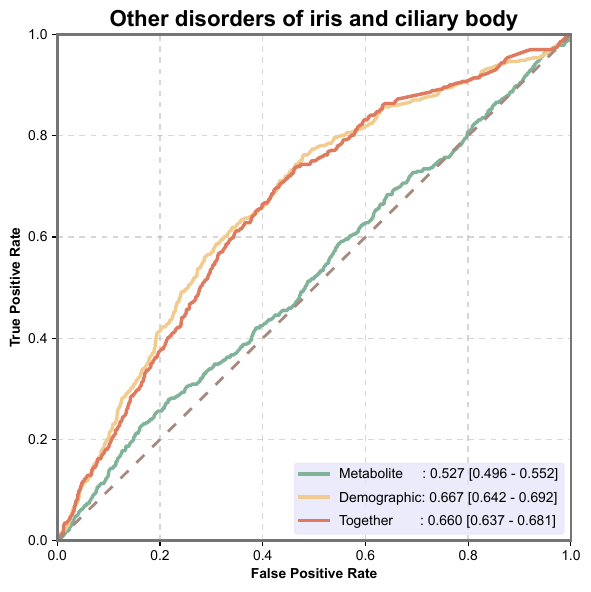 Other disorders of iris and ciliary body
True Positive Rate
1.0
0.8
0.6
0.4
0.2
0.0
Metabolite : 0.527 [0.496 - 0.552]
Demographic: 0.667 [0.642 - 0.692]
Together : 0.660 [0.637 - 0.681]
0.0 0.2 0.4 0.6 0.8 1.0
False Positive Rate